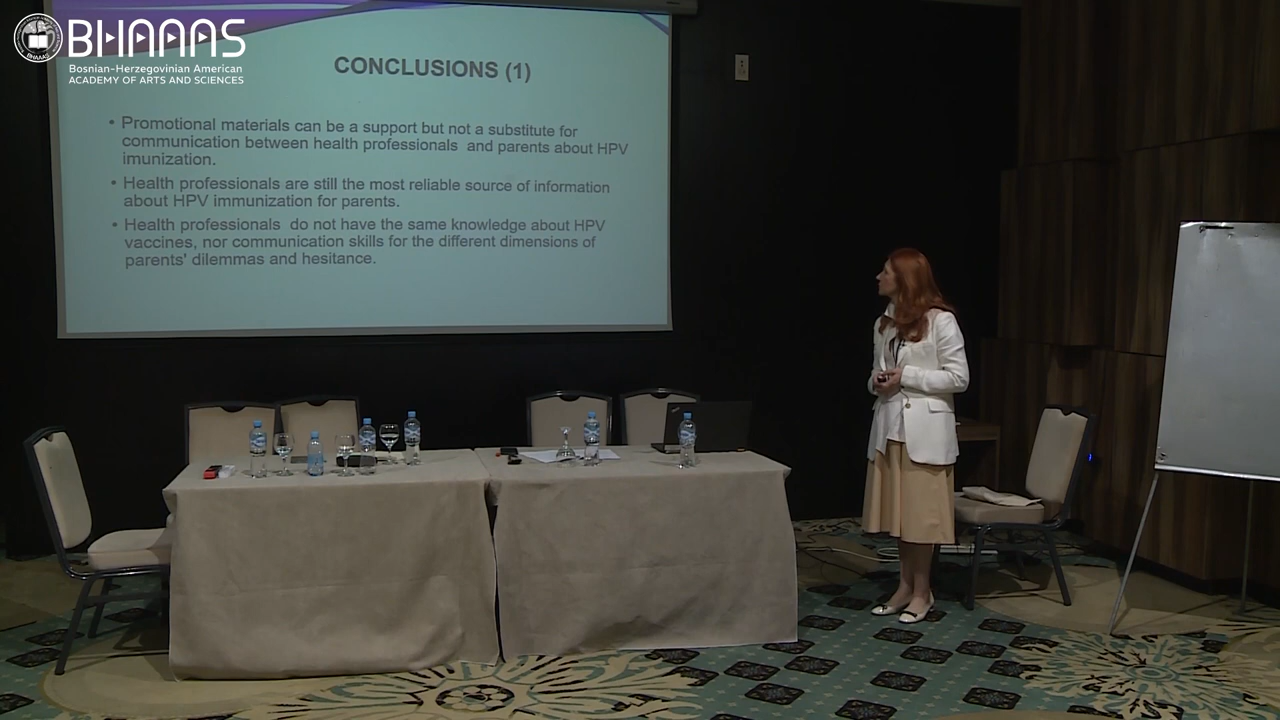 BHAAAS
Bosnian-Herzegovinian American
ACADEMY OF ARTS AND SCIENCES
CONCLUSIONS (1)
• Promotional materials can be a support but not a substitute for
communication between health professionals and parents about HPV
imunization.
• Health professionals are still the most reliable source of information
about HPV immunization for parents.
• Health professionals do not have the same knowledge about HPV
vaccines, nor communication skills for the different dimensions of
parents' dilemmas and hesitance.